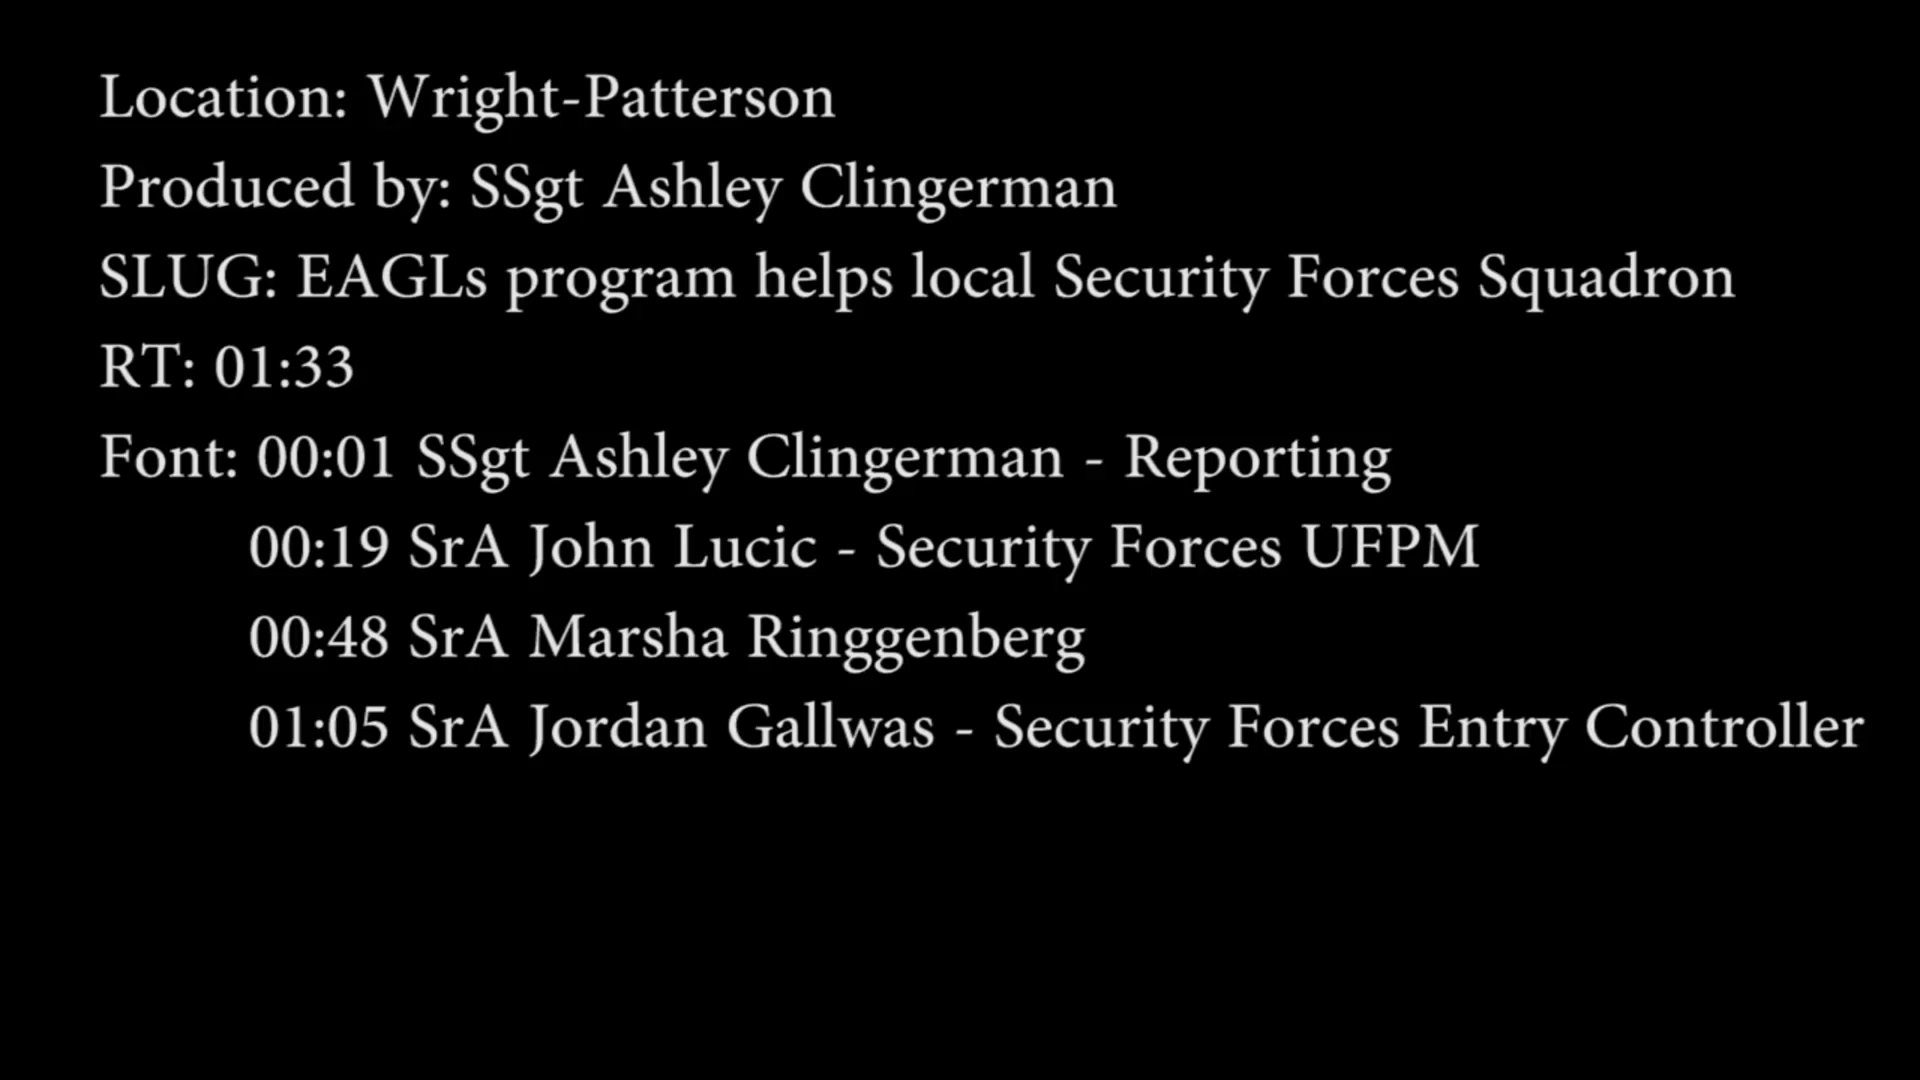 Location: Wright-Patterson
Produced by: SSgt Ashley Clingerman
SLUG: EAGLs program helps local Security Forces Squadron
RT: 01:33
Font: 00:01 SSgt Ashley Clingerman - Reporting
00:19 SrA John Lucic - Security Forces UFPM
00:48 SrA Marsha Ringgenberg
01:05 SrA Jordan Gallwas - Security Forces Entry Controller